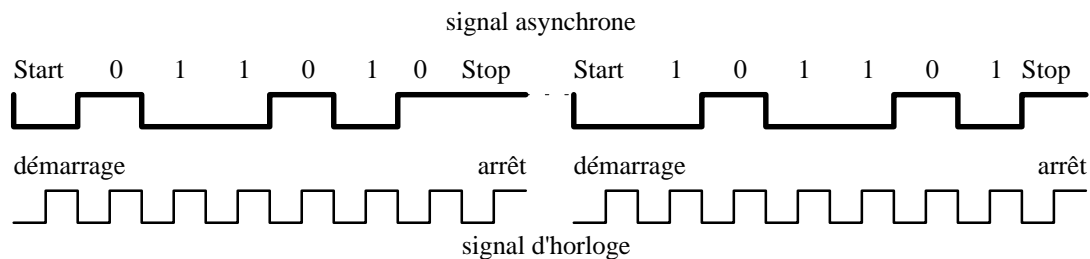 signal asynchrone
Start 0 1 1 0 1 0 Stop Start 1 0 1 1 0 1 Stop
démarrage arrêt démarrage arrêt
signal d'horloge